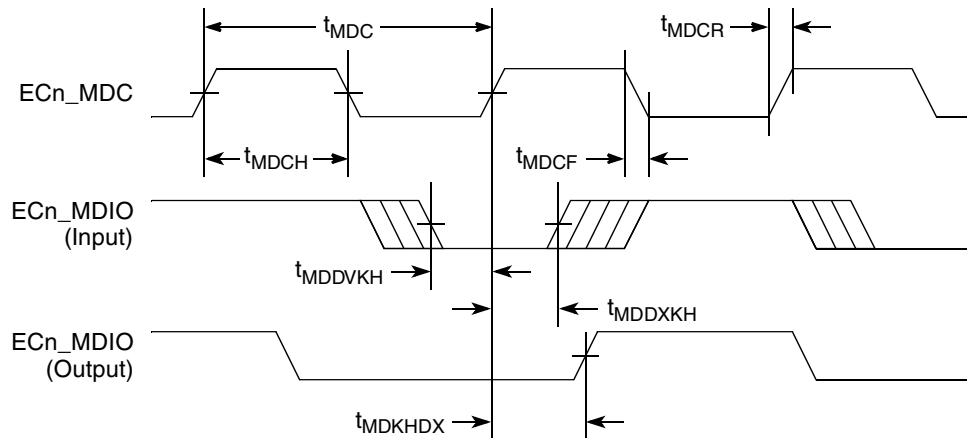 tMDC
tMDCR
ECn_MDC
tMDCH
tMDCF
ECn_MDIO
(Input)
tMDDVKH
tMDDXKH
ECn_MDIO
(Output)
tMDKHDX